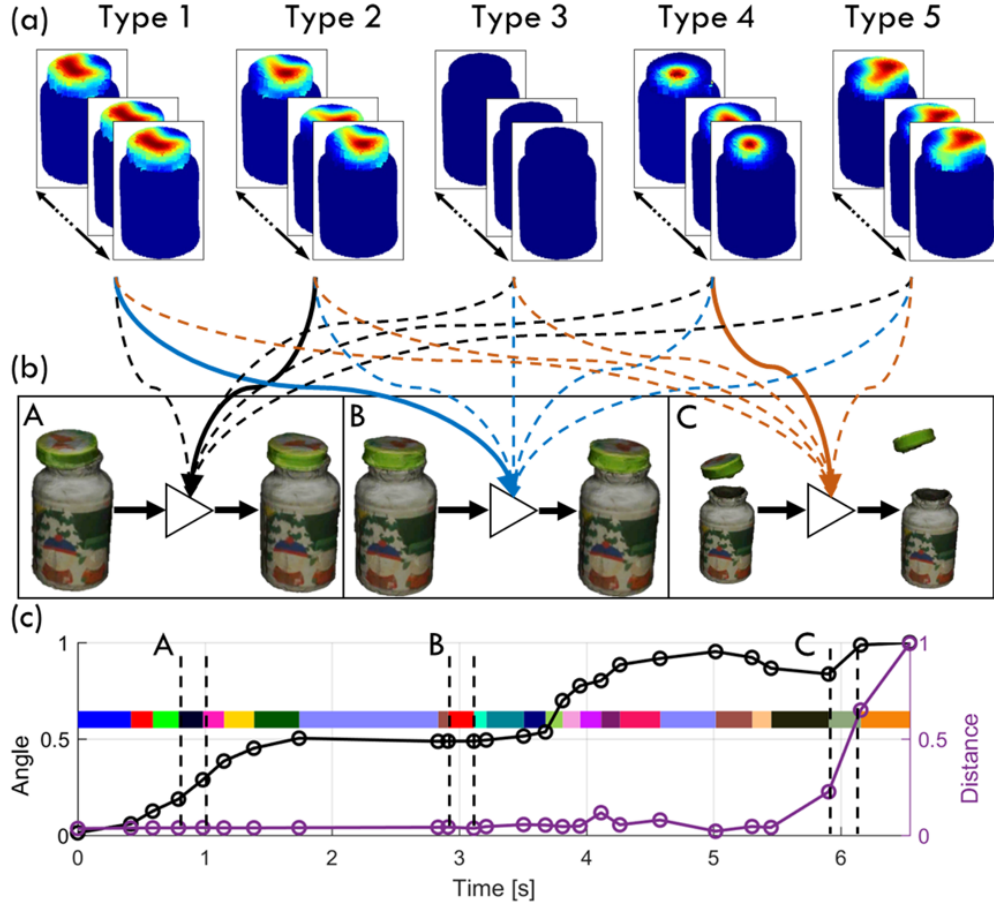 (a) Type 1 Type 2 Type 3 Type 4 Type 5
(b)
A B C
(c)
A B C
1 1
0.5 0.5
0 0
Angle
Distance
0 1 2 3 4 5 6
Time [s]